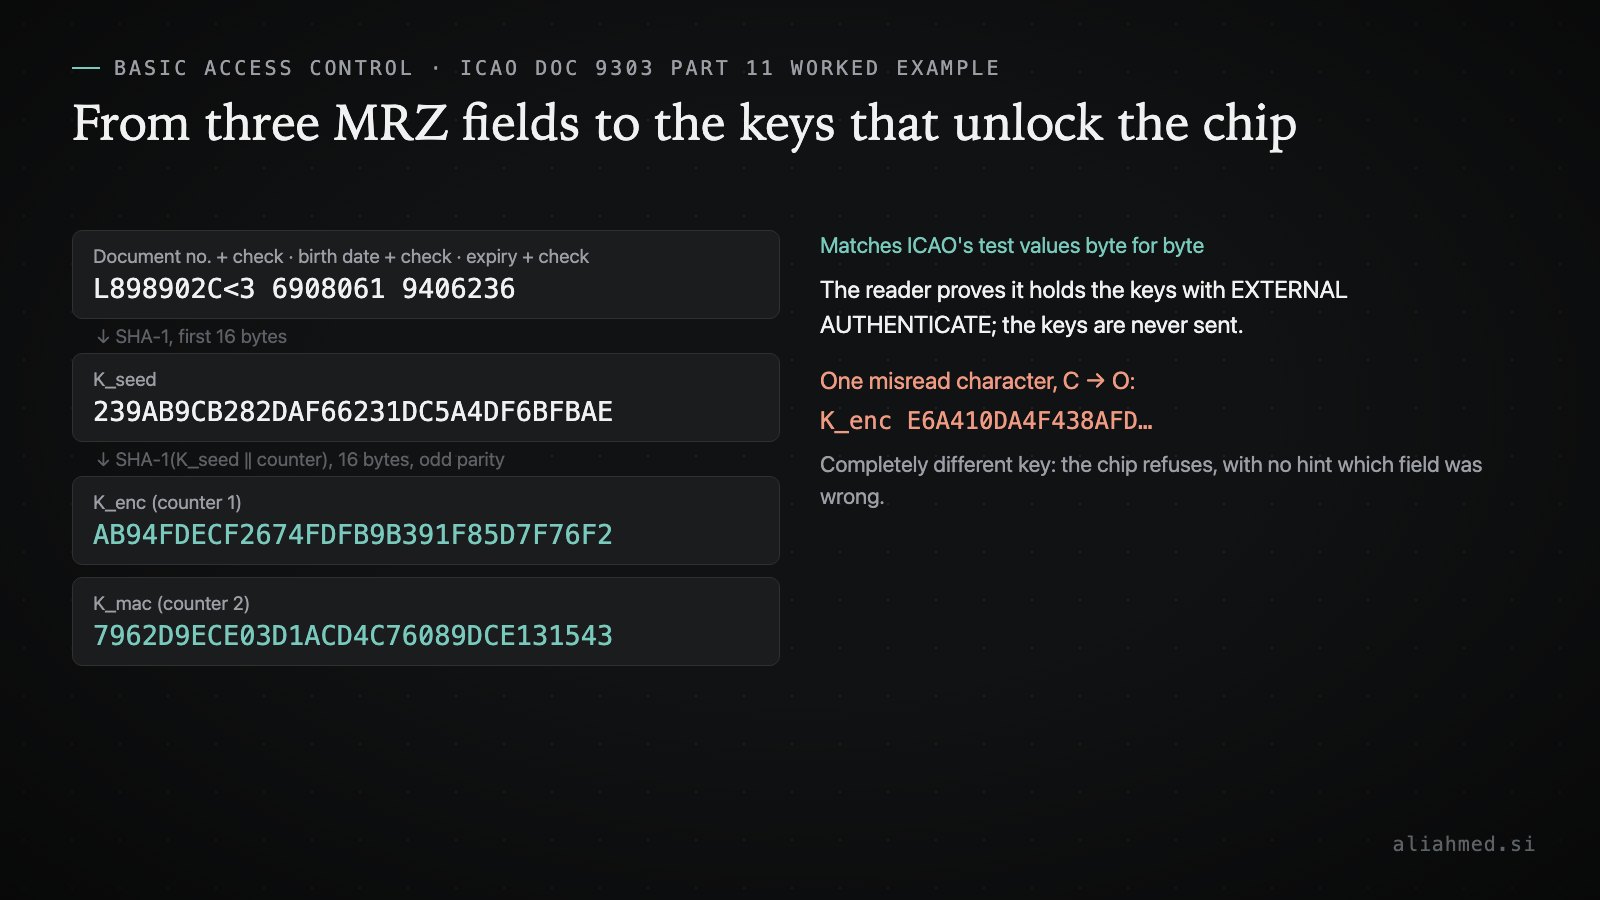 BASIC ACCESS CONTROL · ICAO DOC 9303 PART 11 WORKED EXAMPLE
From three MRZ fields to the keys that unlock the chip
Document no. + check · birth date + check · expiry + check
L898902C<3 6908061 9406236
↓ SHA-1, first 16 bytes
K_seed
239AB9CB282DAF66231DC5A4DF6BFBAE
↓ SHA-1(K_seed || counter), 16 bytes, odd parity
K_enc (counter 1)
AB94FDECF2674FDFB9B391F85D7F76F2
K_mac (counter 2)
7962D9ECE03D1ACD4C76089DCE131543
Matches ICAO's test values byte for byte
The reader proves it holds the keys with EXTERNAL
AUTHENTICATE; the keys are never sent.
One misread character, C → O:
K_enc E6A410DA4F438AFD…
Completely different key: the chip refuses, with no hint which field was
wrong.
aliahmed.si